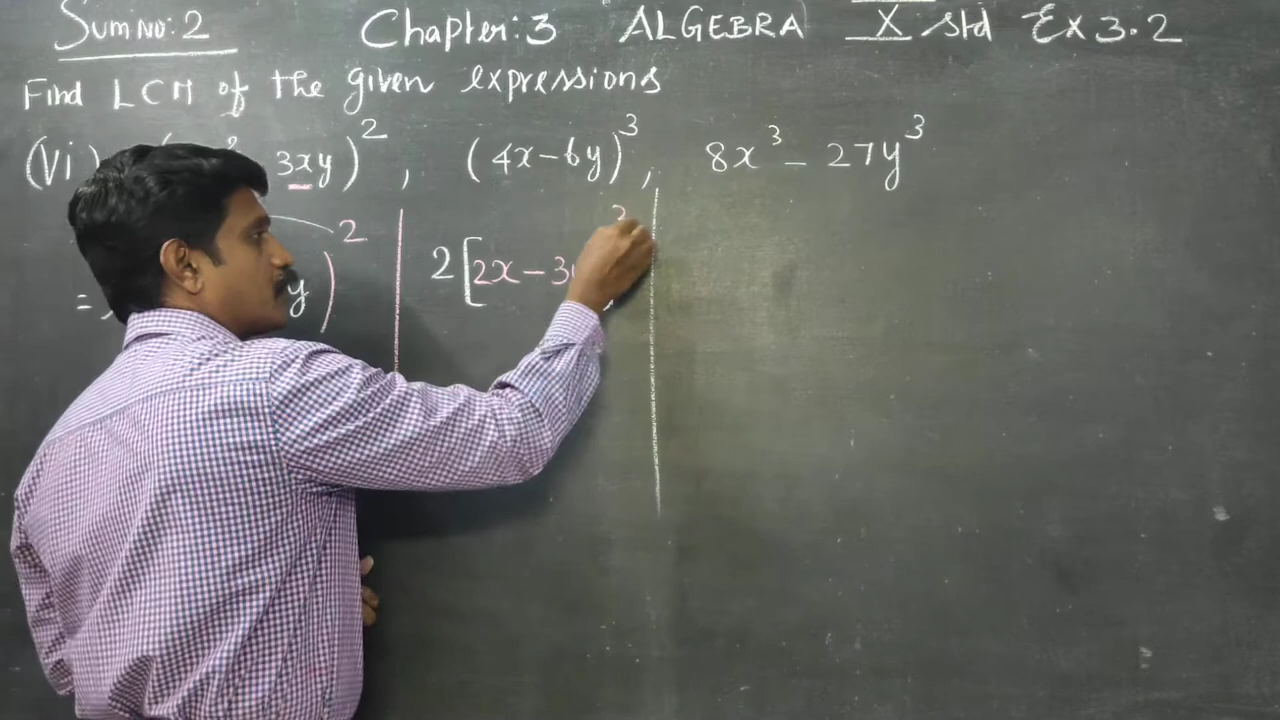 Sum No: 2 Chapter: 3 ALGEBRA X std Ex 3.2
Find LCM of the given expressions
(vi) 3xy)², (4x-6y)³, 8x³ - 27y³
= y)² 2[2x-3